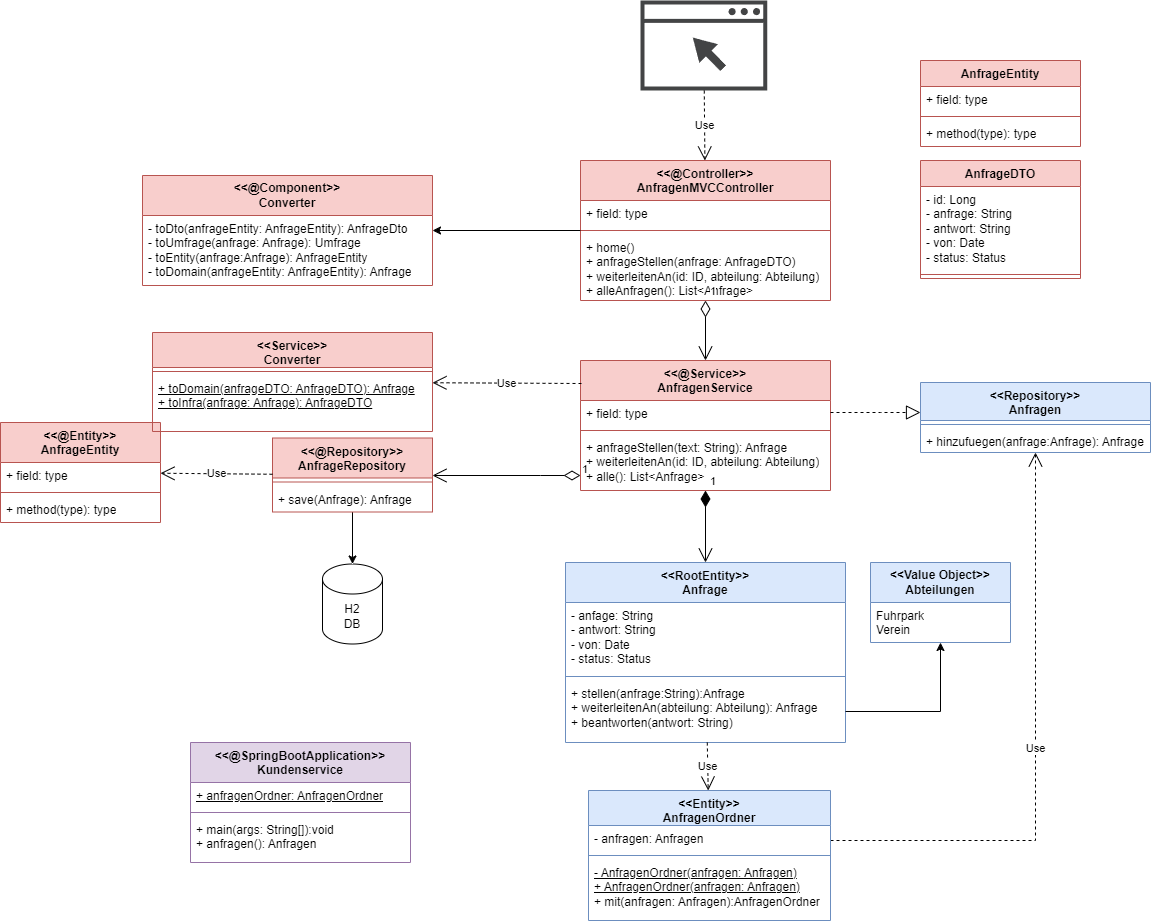 Use
AnfrageEntity
+ field: type
+ method(type): type
AnfrageDTO
- id: Long
- anfrage: String
- antwort: String
- von: Date
- status: Status
<<@Component>>
Converter
- toDto(anfrageEntity: AnfrageEntity): AnfrageDto
- toUmfrage(anfrage: Anfrage): Umfrage
- toEntity(anfrage:Anfrage): AnfrageEntity
- toDomain(anfrageEntity: AnfrageEntity): Anfrage
<<@Controller>>
AnfragenMVCController
+ field: type
+ home()
+ anfrageStellen(anfrage: AnfrageDTO)
+ weiterleitenAn(id: ID, abteilung: Abteilung)
+ alleAnfragen(): List<Anfrage>
1
<<Service>>
Converter
+ toDomain(anfrageDTO: AnfrageDTO): Anfrage
+ toInfra(anfrage: Anfrage): AnfrageDTO
Use
<<@Service>>
AnfragenService
+ field: type
+ anfrageStellen(text: String): Anfrage
+ weiterleitenAn(id: ID, abteilung: Abteilung)
+ alle(): List<Anfrage>
1
1
<<Repository>>
Anfragen
+ hinzufuegen(anfrage:Anfrage): Anfrage
<<@Entity>>
AnfrageEntity
+ field: type
+ method(type): type
Use
<<@Repository>>
AnfrageRepository
+ save(Anfrage): Anfrage
H2
DB
<<RootEntity>>
Anfrage
- anfage: String
- antwort: String
- von: Date
- status: Status
+ stellen(anfrage:String):Anfrage
+ weiterleitenAn(abteilung: Abteilung): Anfrage
+ beantworten(antwort: String)
<<Value Object>>
Abteilungen
Fuhrpark
Verein
Use
Use
<<@SpringBootApplication>>
Kundenservice
+ anfragenOrdner: AnfragenOrdner
+ main(args: String[]):void
+ anfragen(): Anfragen
<<Entity>>
AnfragenOrdner
- anfragen: Anfragen
- AnfragenOrdner(anfragen: Anfragen)
+ AnfragenOrdner(anfragen: Anfragen)
+ mit(anfragen: Anfragen):AnfragenOrdner